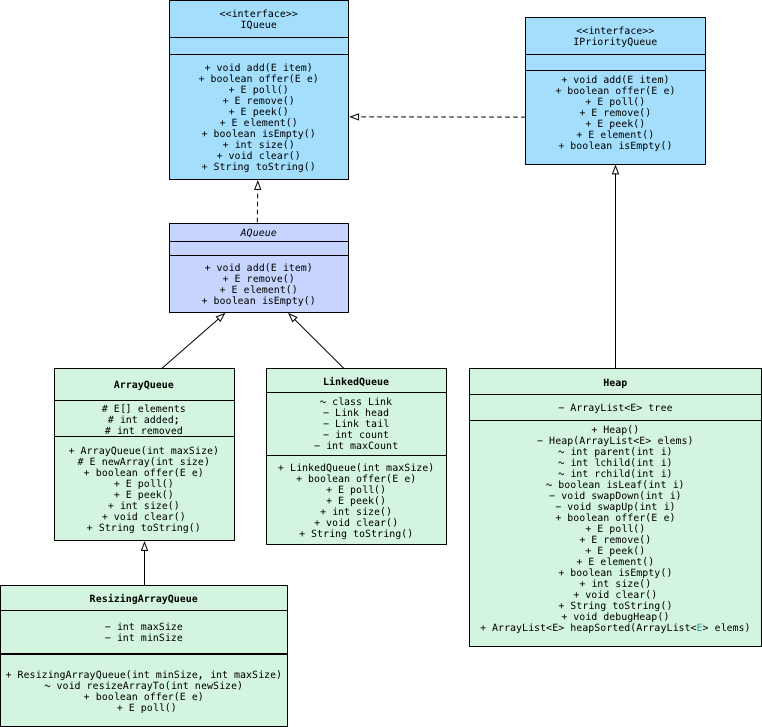 <<interface>>
IQueue
+ void add(E item)
+ boolean offer(E e)
+ E poll()
+ E remove()
+ E peek()
+ E element()
+ boolean isEmpty()
+ int size()
+ void clear()
+ String toString()
<<interface>>
IPriorityQueue
+ void add(E item)
+ boolean offer(E e)
+ E poll()
+ E remove()
+ E peek()
+ E element()
+ boolean isEmpty()
AQueue
+ void add(E item)
+ E remove()
+ E element()
+ boolean isEmpty()
ArrayQueue
# E[] elements
# int added;
# int removed
+ ArrayQueue(int maxSize)
# E newArray(int size)
+ boolean offer(E e)
+ E poll()
+ E peek()
+ int size()
+ void clear()
+ String toString()
LinkedQueue
~ class Link
− Link head
− Link tail
− int count
− int maxCount
+ LinkedQueue(int maxSize)
+ boolean offer(E e)
+ E poll()
+ E peek()
+ int size()
+ void clear()
+ String toString()
Heap
− ArrayList<E> tree
+ Heap()
− Heap(ArrayList<E> elems)
~ int parent(int i)
~ int lchild(int i)
~ int rchild(int i)
~ boolean isLeaf(int i)
− void swapDown(int i)
− void swapUp(int i)
+ boolean offer(E e)
+ E poll()
+ E remove()
+ E peek()
+ E element()
+ boolean isEmpty()
+ int size()
+ void clear()
+ String toString()
+ void debugHeap()
+ ArrayList<E> heapSorted(ArrayList<E> elems)
ResizingArrayQueue
− int maxSize
− int minSize
+ ResizingArrayQueue(int minSize, int maxSize)
~ void resizeArrayTo(int newSize)
+ boolean offer(E e)
+ E poll()